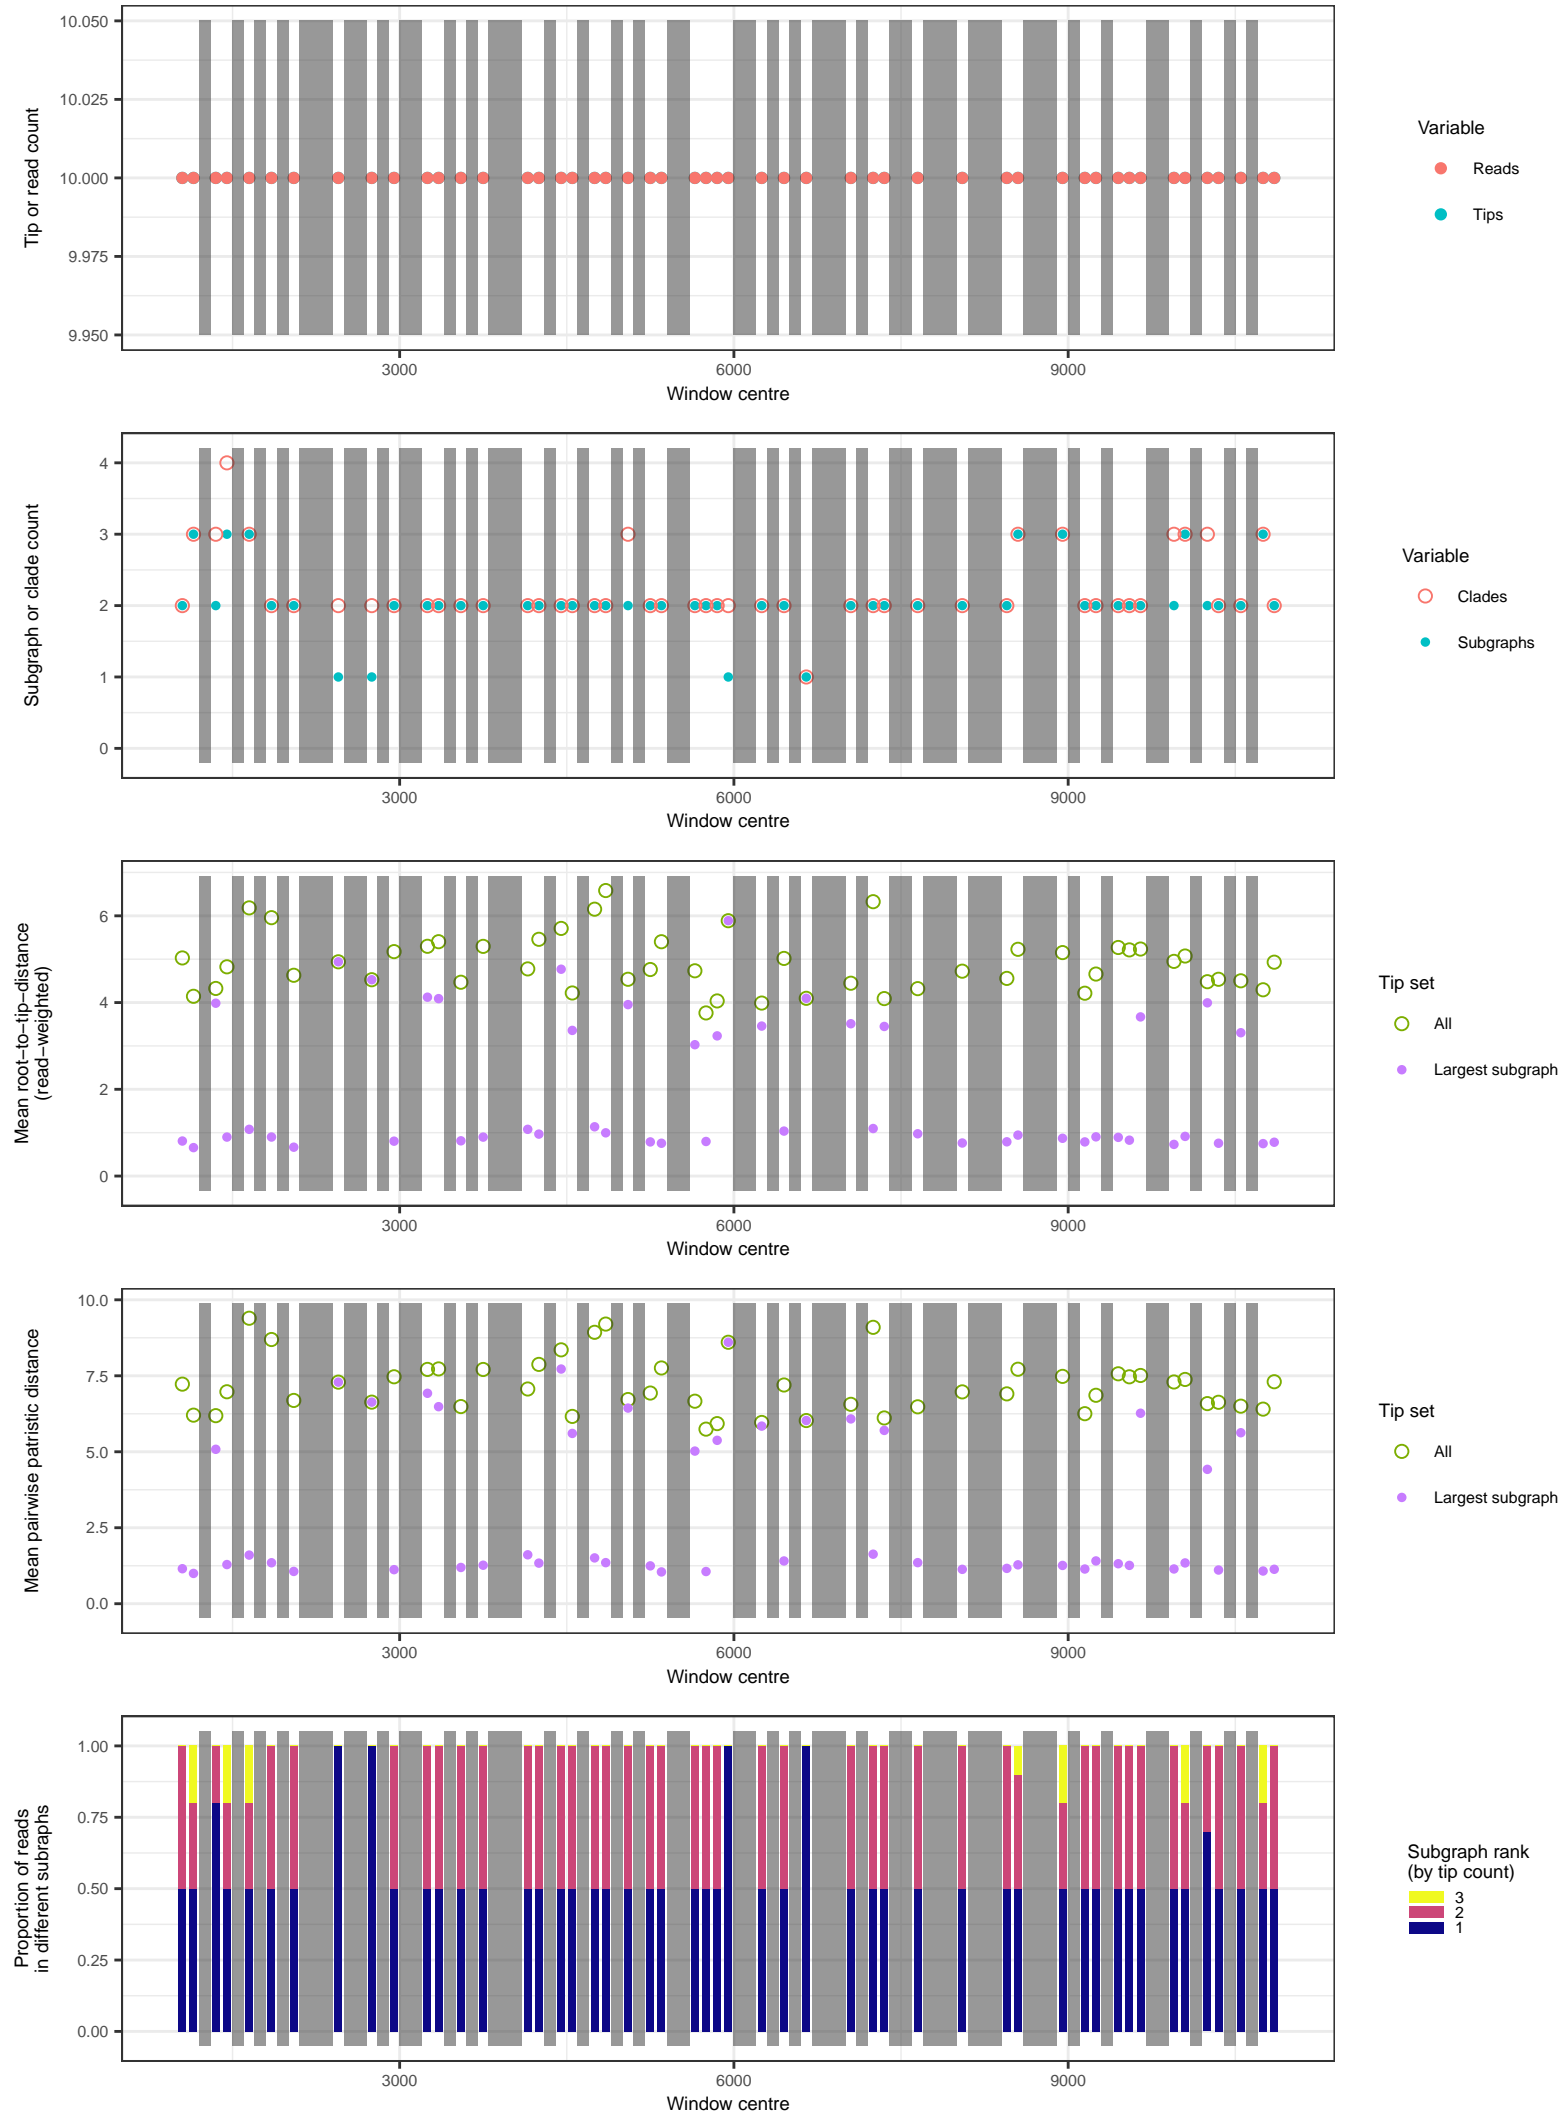 10.050
10.025
10.000
9.975
9.950
Tip or read count
3000
6000
9000
Window centre
Variable
Reads
Tips
4
3
2
1
0
Subgraph or clade count
3000
6000
9000
Window centre
Variable
Clades
Subgraphs
6
4
2
0
Mean root−to−tip−distance
(read−weighted)
3000
6000
9000
Window centre
Tip set
All
Largest subgraph
10.0
7.5
5.0
2.5
0.0
Mean pairwise patristic distance
3000
6000
9000
Window centre
Tip set
All
Largest subgraph
1.00
0.75
0.50
0.25
0.00
Proportion of reads
in different subraphs
3000
6000
9000
Window centre
Subgraph rank
(by tip count)
3
2
1